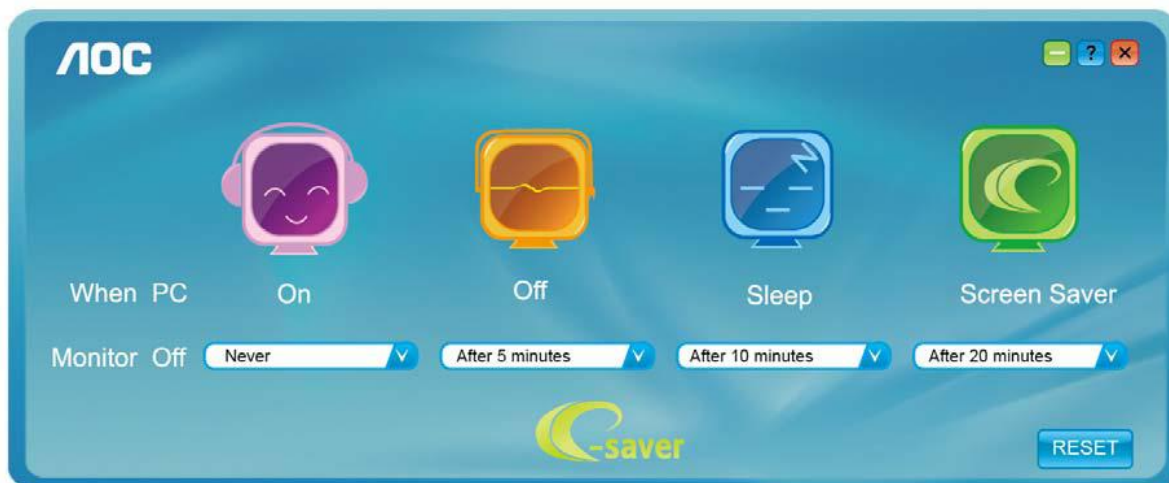 AOC
?
When PC On Off Sleep Screen Saver
Monitor Off Never After 5 minutes After 10 minutes After 20 minutes
e-saver
RESET